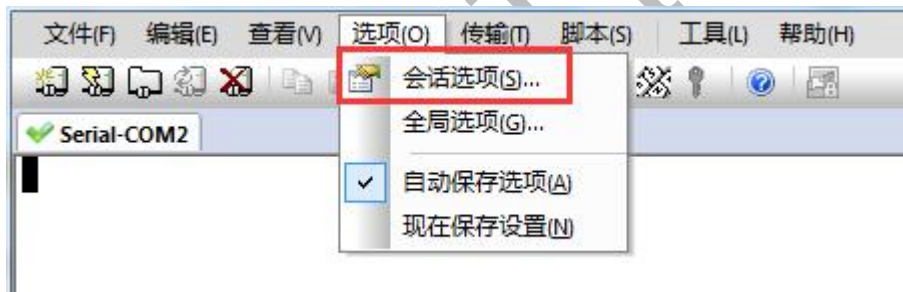 文件(F) 编辑(E) 查看(V) 选项(O) 传输(T) 脚本(S) 工具(L) 帮助(H)
会话选项(S)...
全局选项(G)...
Serial-COM2
自动保存选项(A)
现在保存设置(N)